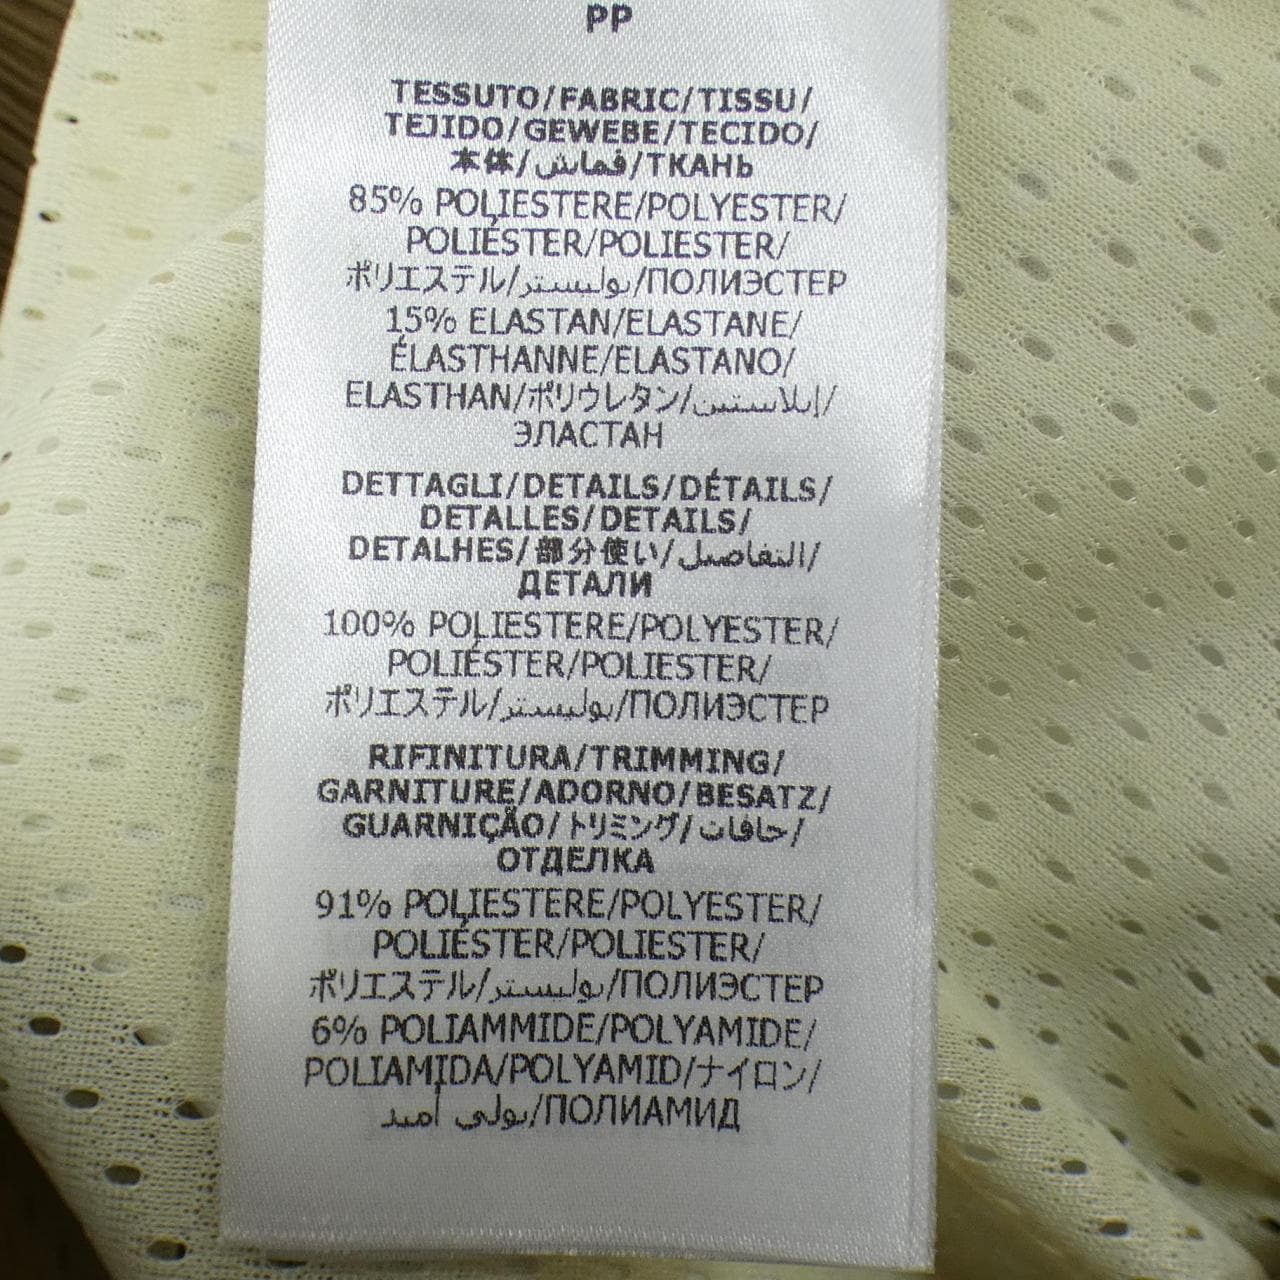 PP
TESSUTO/FABRIC/TISSU/
TEJIDO/GEWEBE/TECIDO/
本体/قماش/ТКАНЬ
85% POLIESTERE/POLYESTER/
POLIÉSTER/POLIESTER/
ポリエステル/بوليستر/ПОЛИЭСТЕР
15% ELASTAN/ELASTANE/
ÉLASTHANNE/ELASTANO/
ELASTHAN/ポリウレタン/إيلاستين/
ЭЛАСТАН
DETTAGLI/DETAILS/DÉTAILS/
DETALLES/DETAILS/
DETALHES/部分使い/التفاصيل/
ДЕТАЛИ
100% POLIESTERE/POLYESTER/
POLIÉSTER/POLIESTER/
ポリエステル/بوليستر/ПОЛИЭСТЕР
RIFINITURA/TRIMMING/
GARNITURE/ADORNO/BESATZ/
GUARNIÇÃO/トリミング/حافات/
ОТДЕЛКА
91% POLIESTERE/POLYESTER/
POLIÉSTER/POLIESTER/
ポリエステル/بوليستر/ПОЛИЭСТЕР
6% POLIAMMIDE/POLYAMIDE/
POLIAMIDA/POLYAMID/ナイロン/
بولي أميد/ПОЛИАМИД